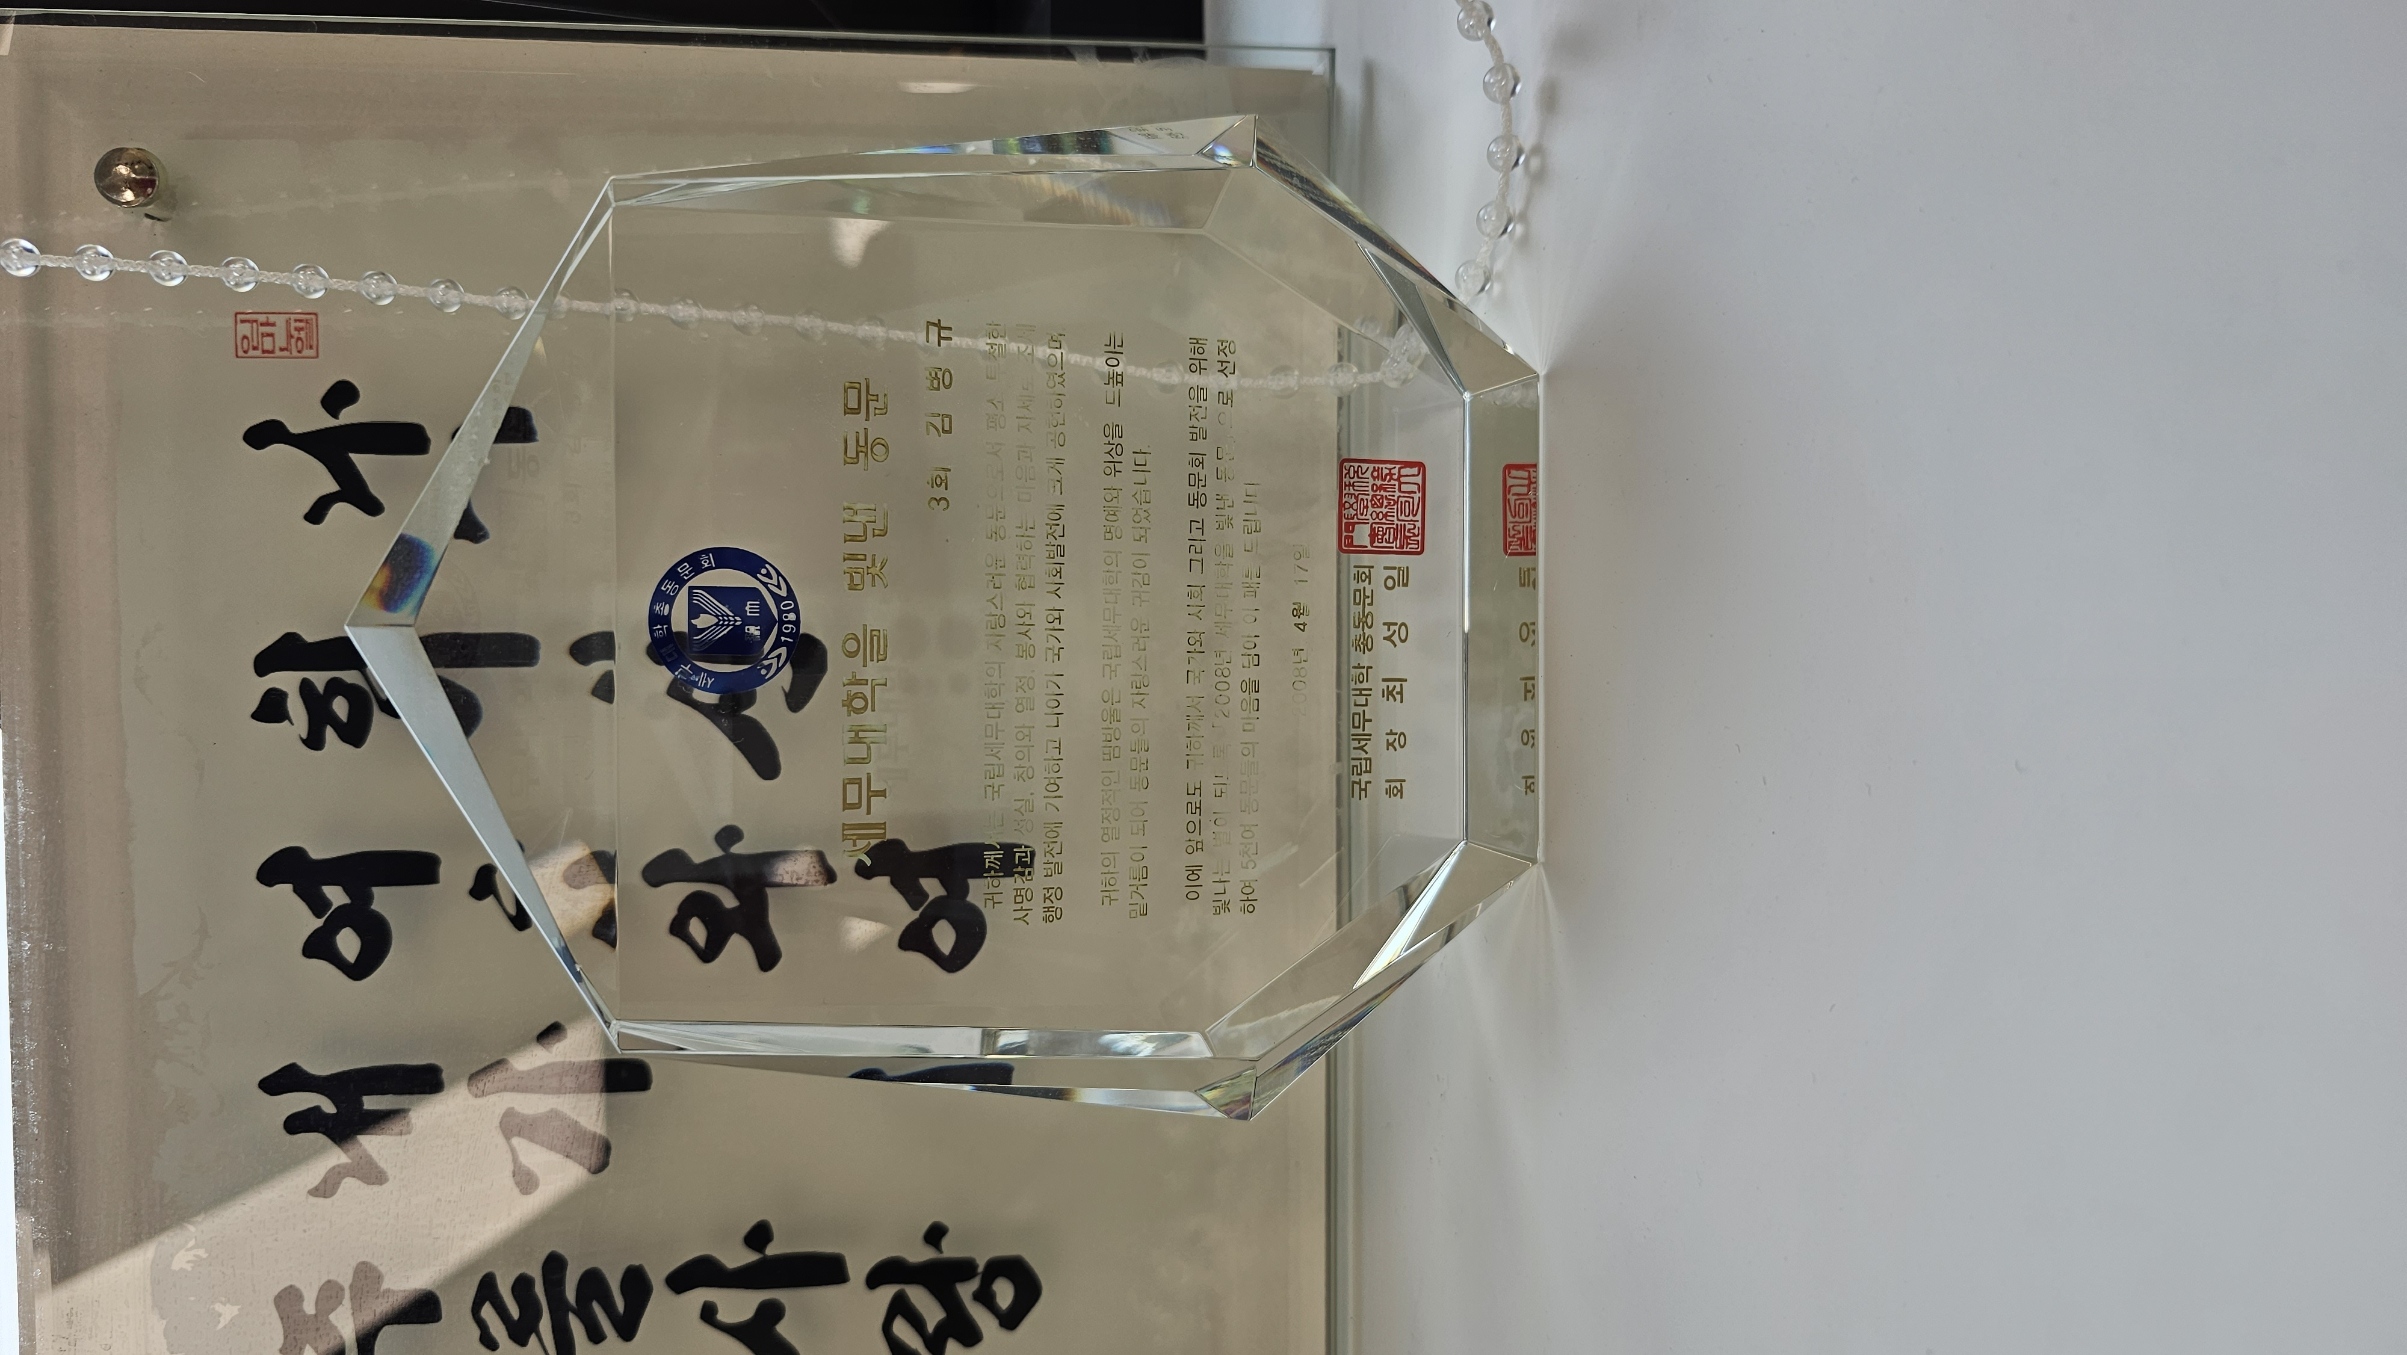 임마누엘
나
힘
여
내
가
주
를
사
랑
와
여
세무대학총동문회
1980
세무대학을 빛낸 동문
3회 김병규
귀하께서는 국립세무대학의 자랑스러운 동문으로서 평소 투철한
사명감과 성실, 창의와 열정, 봉사와 협력하는 마음과 자세로 조세
행정 발전에 기여하고 나아가 국가와 사회발전에 크게 공헌하였으며,
귀하의 열정적인 땀방울은 국립세무대학의 명예와 위상을 드높이는
밑거름이 되어 동문들의 자랑스러운 귀감이 되었습니다.
이에 앞으로도 귀하께서 국가와 사회 그리고 동문회 발전을 위해
빛나는 별이 되도록 「2008년 세무대학을 빛낸 동문」으로 선정
하여 5천여 동문들의 마음을 담아 이 패를 드립니다
2008년 4월 17일
국립세무대학 총동문회
회 장 최 성 일